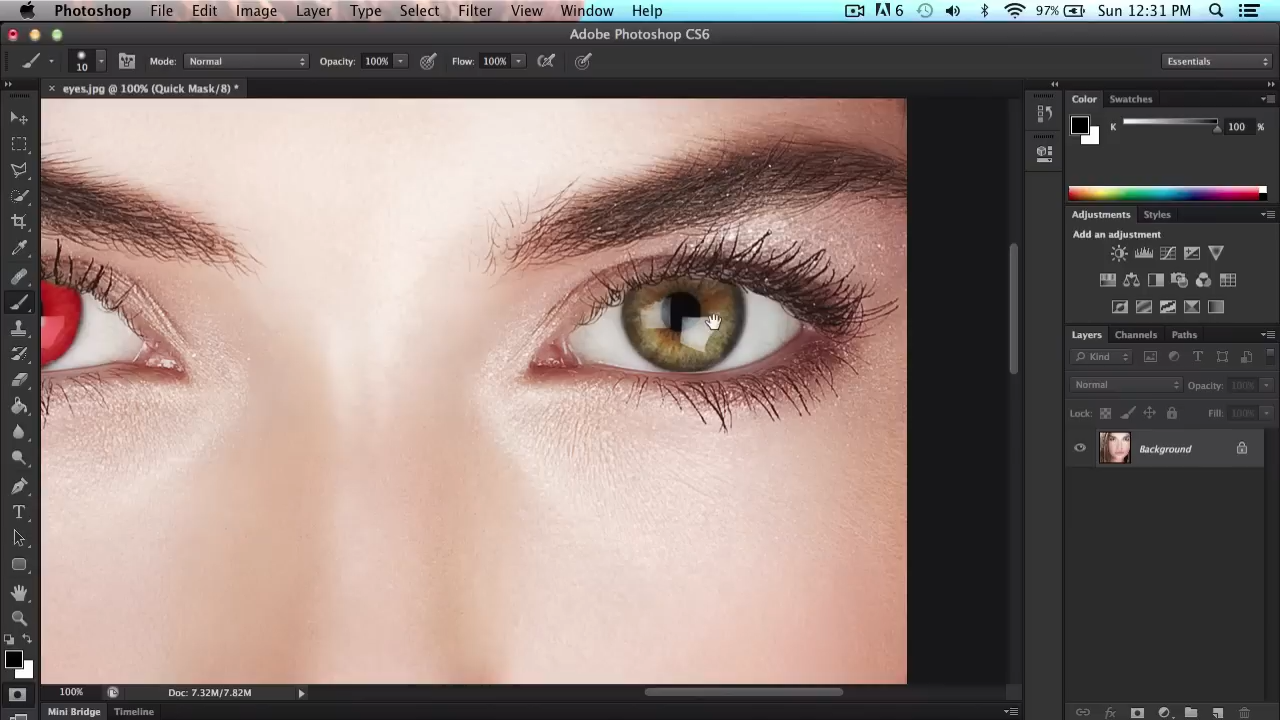 Photoshop File Edit Image Layer Type Select Filter View Window Help 6 97% Sun 12:31 PM
Adobe Photoshop CS6
10 Mode: Normal Opacity: 100% Flow: 100% Essentials
eyes.jpg @ 100% (Quick Mask/8) *
Color Swatches
K 100 %
Adjustments Styles
Add an adjustment
Layers Channels Paths
Kind
Normal Opacity: 100%
Lock: Fill: 100%
Background
100% Doc: 7.32M/7.82M
Mini Bridge Timeline